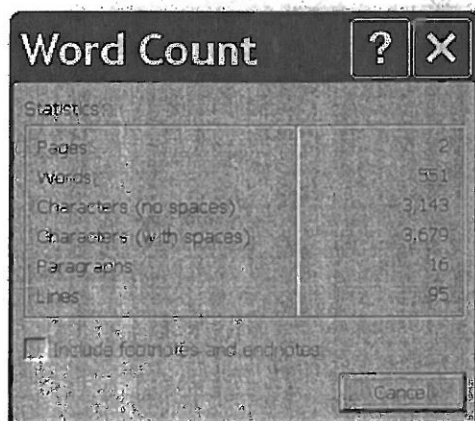 Word Count ? ×
Statistics:
Pages 2
Words 551
Characters (no spaces) 3,143
Characters (with spaces) 3,679
Paragraphs 16
Lines 95
Include footnotes and endnotes
Cancel